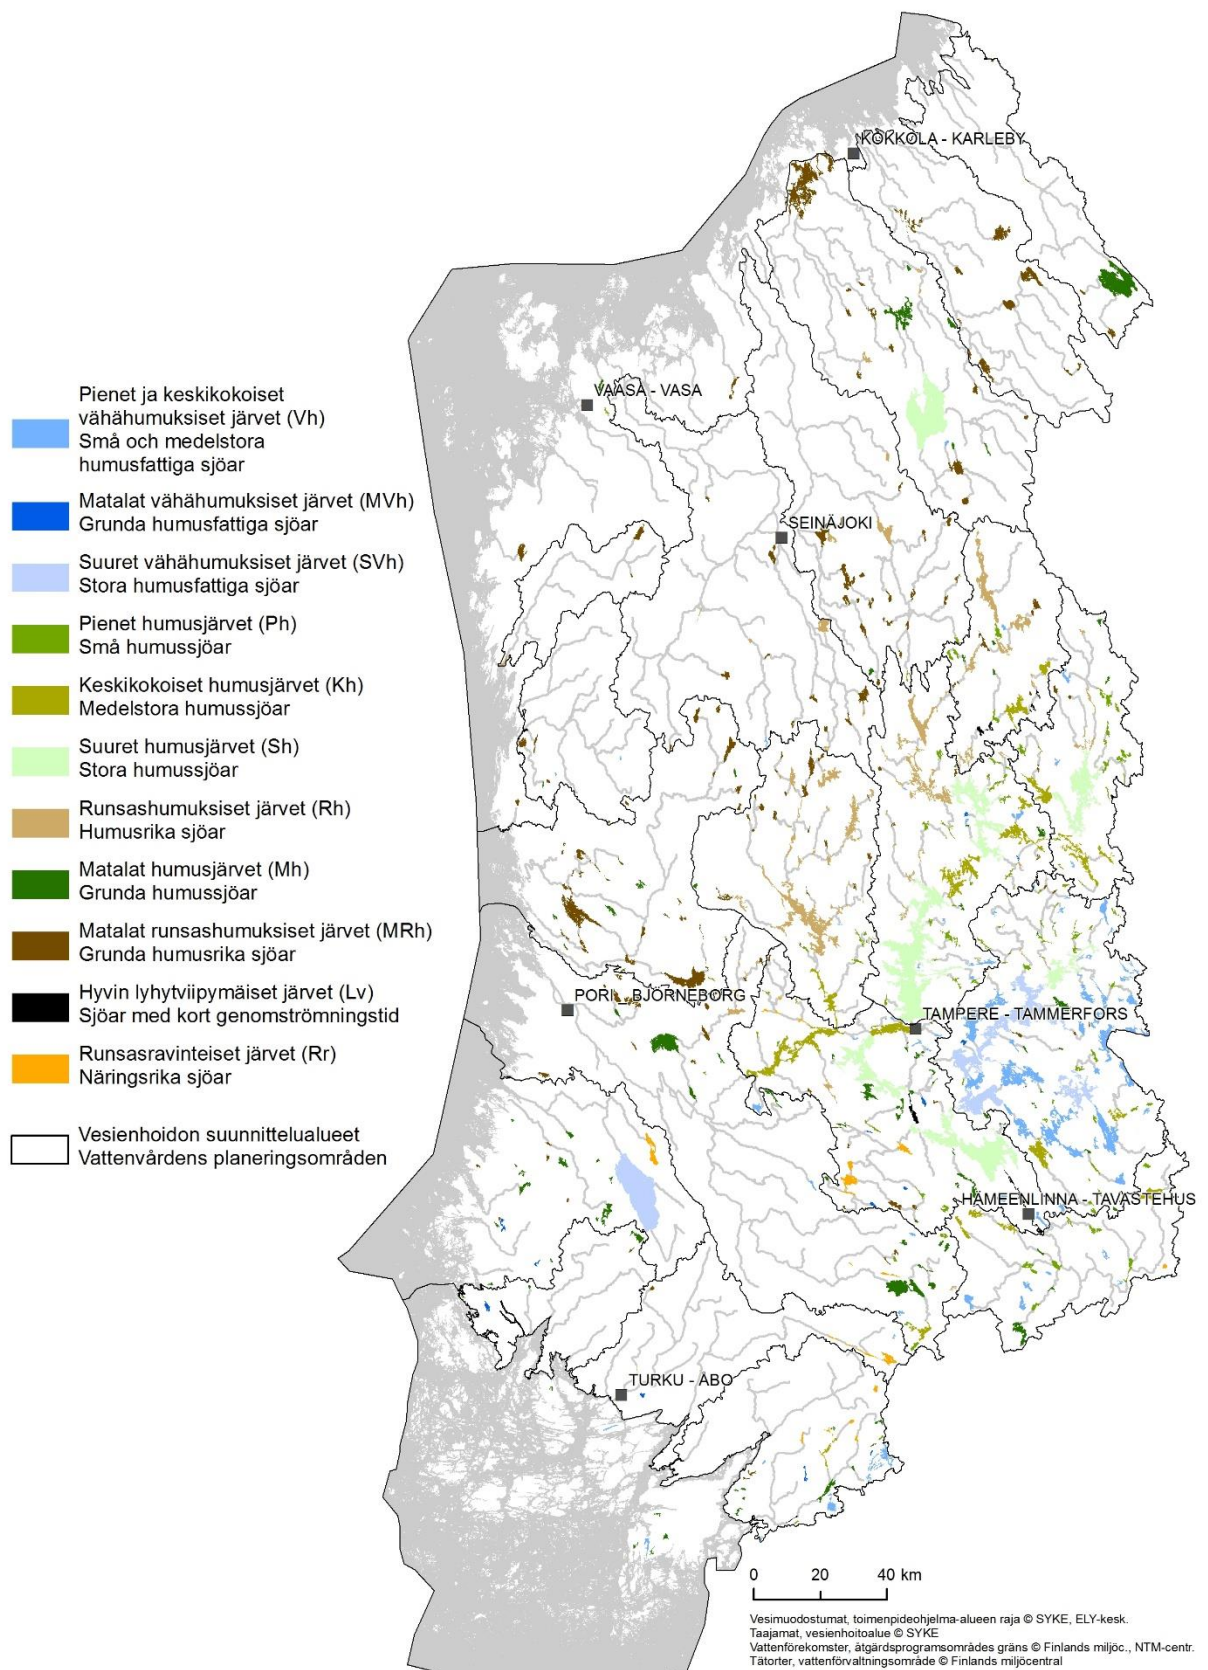 KOKKOLA - KARLEBY
VAASA - VASA
SEINÄJOKI
PORI_ BJÖRNEBORG
TAMPERE - TAMMERFORS
HÄMEENLINNA - TAVASTEHUS
TURKU - ÅBO
Pienet ja keskikokoiset
vähähumuksiset järvet (Vh)
Små och medelstora
humusfattiga sjöar
Matalat vähähumuksiset järvet (MVh)
Grunda humusfattiga sjöar
Suuret vähähumuksiset järvet (SVh)
Stora humusfattiga sjöar
Pienet humusjärvet (Ph)
Små humussjöar
Keskikokoiset humusjärvet (Kh)
Medelstora humussjöar
Suuret humusjärvet (Sh)
Stora humussjöar
Runsashumuksiset järvet (Rh)
Humusrika sjöar
Matalat humusjärvet (Mh)
Grunda humussjöar
Matalat runsashumuksiset järvet (MRh)
Grunda humusrika sjöar
Hyvin lyhytviipymäiset järvet (Lv)
Sjöar med kort genomströmningstid
Runsasravinteiset järvet (Rr)
Näringsrika sjöar
Vesienhoidon suunnittelualueet
Vattenvårdens planeringsområden
0 20 40 km
Vesimuodostumat, toimenpideohjelma-alueen raja © SYKE, ELY-kesk.
Taajamat, vesienhoitoalue © SYKE
Vattenförekomster, åtgärdsprogramsområdes gräns © Finlands miljöc., NTM-centr.
Tätorter, vattenförvaltningsområde © Finlands miljöcentral